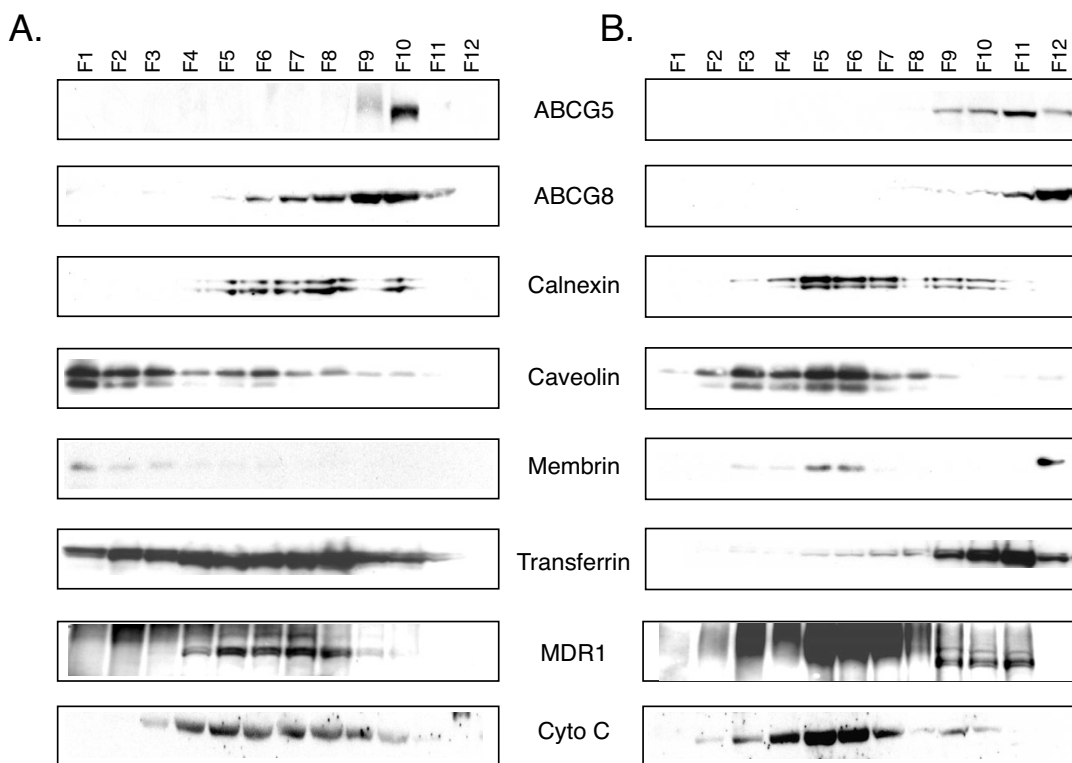 A.
F1 F2 F3 F4 F5 F6 F7 F8 F9 F10 F11 F12
B.
F1 F2 F3 F4 F5 F6 F7 F8 F9 F10 F11 F12
ABCG5
ABCG8
Calnexin
Caveolin
Membrin
Transferrin
MDR1
Cyto C